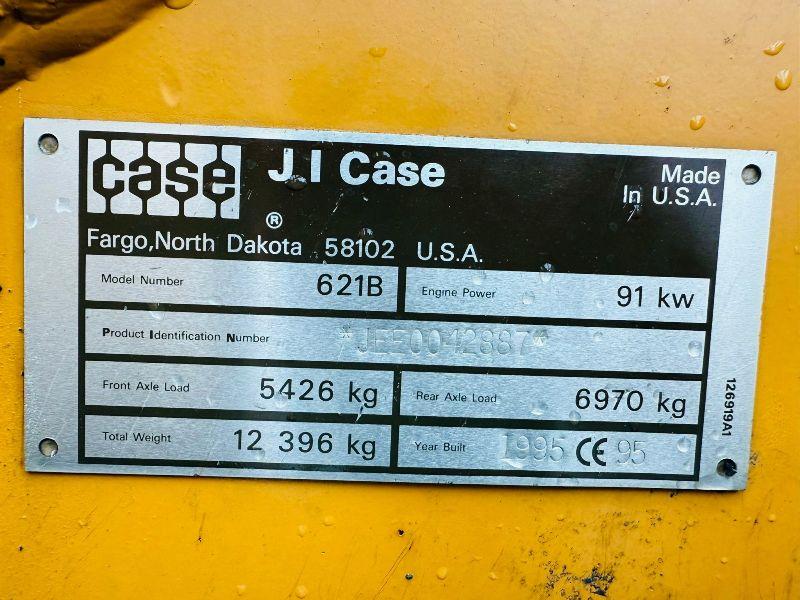 case J I Case Made In U.S.A.
®
Fargo, North Dakota 58102 U.S.A.
Model Number 621B Engine Power 91 kw
Product Identification Number *JEE0042887*
Front Axle Load 5426 kg Rear Axle Load 6970 kg
Total Weight 12 396 kg Year Built 1995 CE 95
126919A1